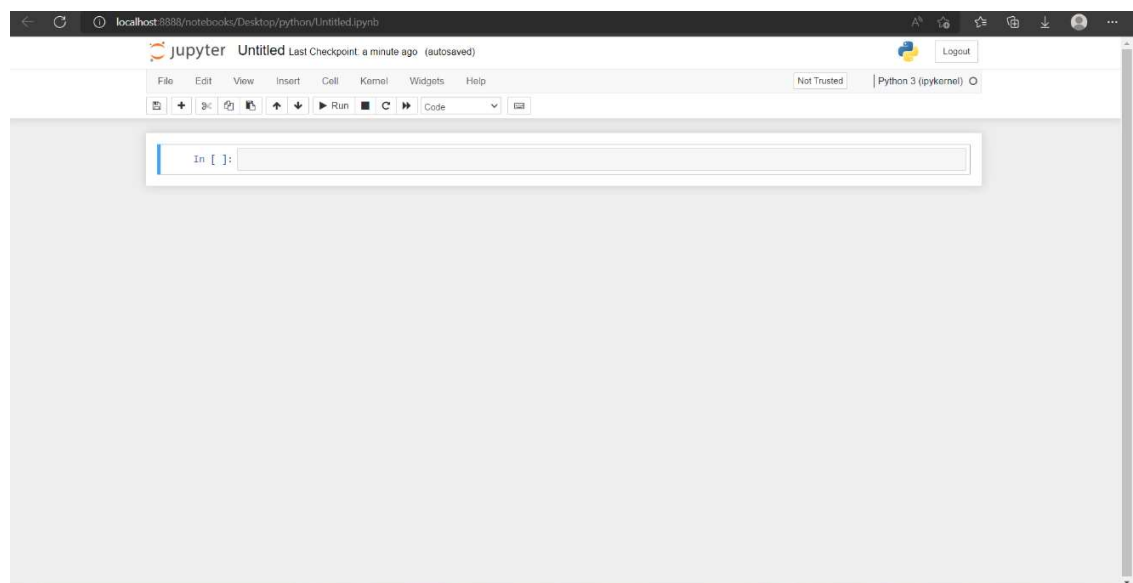 localhost:8888/notebooks/Desktop/python/Untitled.ipynb
jupyter Untitled Last Checkpoint: a minute ago (autosaved)
Logout
File Edit View Insert Cell Kernel Widgets Help
Not Trusted
Python 3 (ipykernel)
Run
Code
In [ ]: